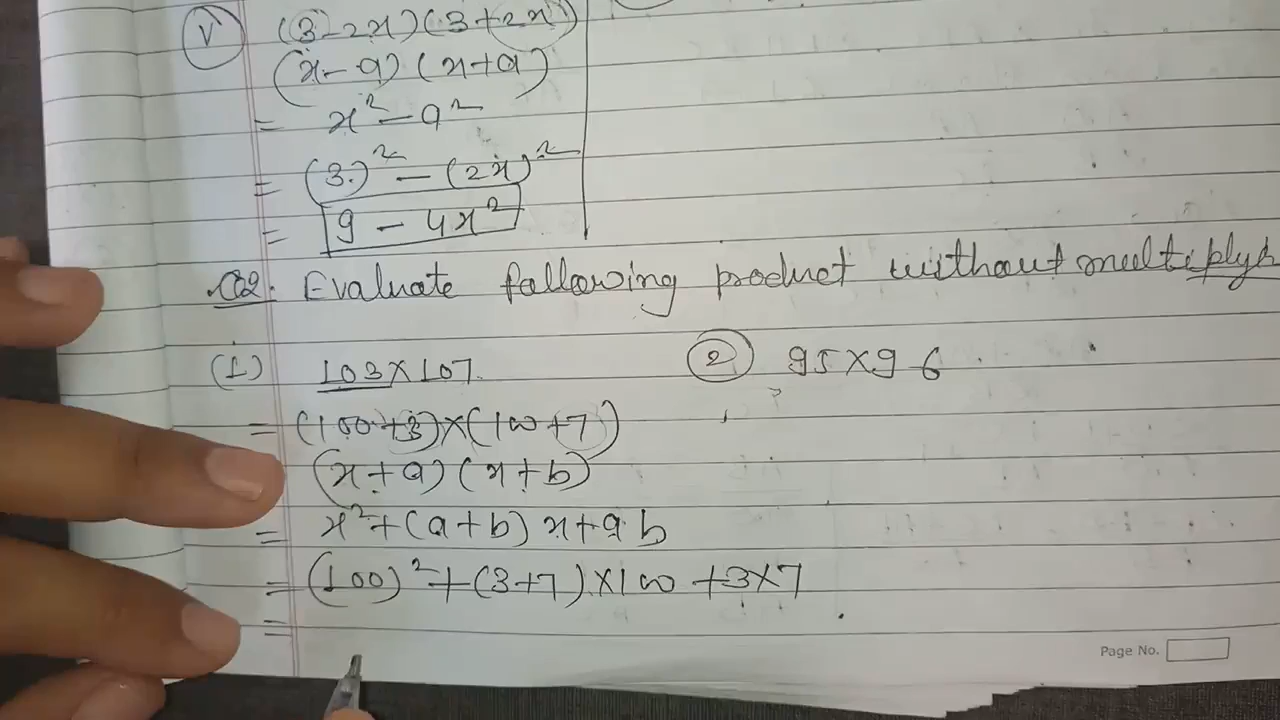 (V) (3-2x)(3+2x)
(x-a)(x+a)
= x²-a²
= (3)² - (2x)²
= 9 - 4x²
Q2. Evaluate following product without multiply
(1) 103×107
= (100+3)×(100+7)
(x+a)(x+b)
= x²+(a+b)x+ab
= (100)²+(3+7)×100+3×7
=
(2) 95×96
Page No.